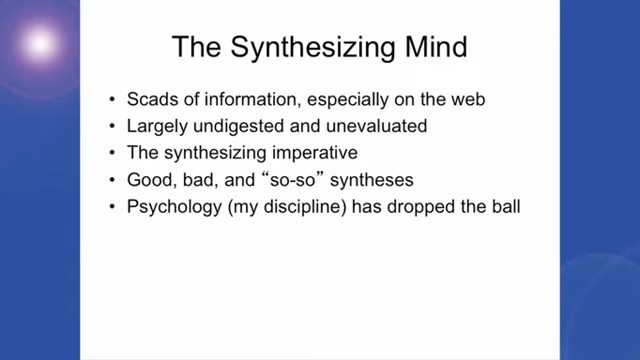 The Synthesizing Mind
• Scads of information, especially on the web
• Largely undigested and unevaluated
• The synthesizing imperative
• Good, bad, and “so-so” syntheses
• Psychology (my discipline) has dropped the ball